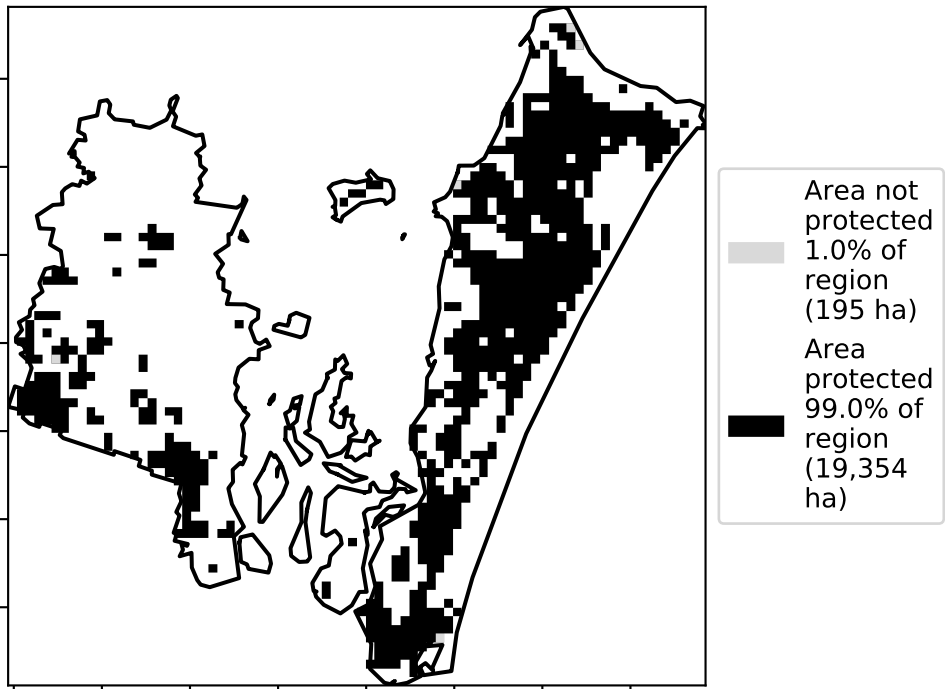 Area not
protected
1.0% of
region
(195 ha)
Area
protected
99.0% of
region
(19,354
ha)